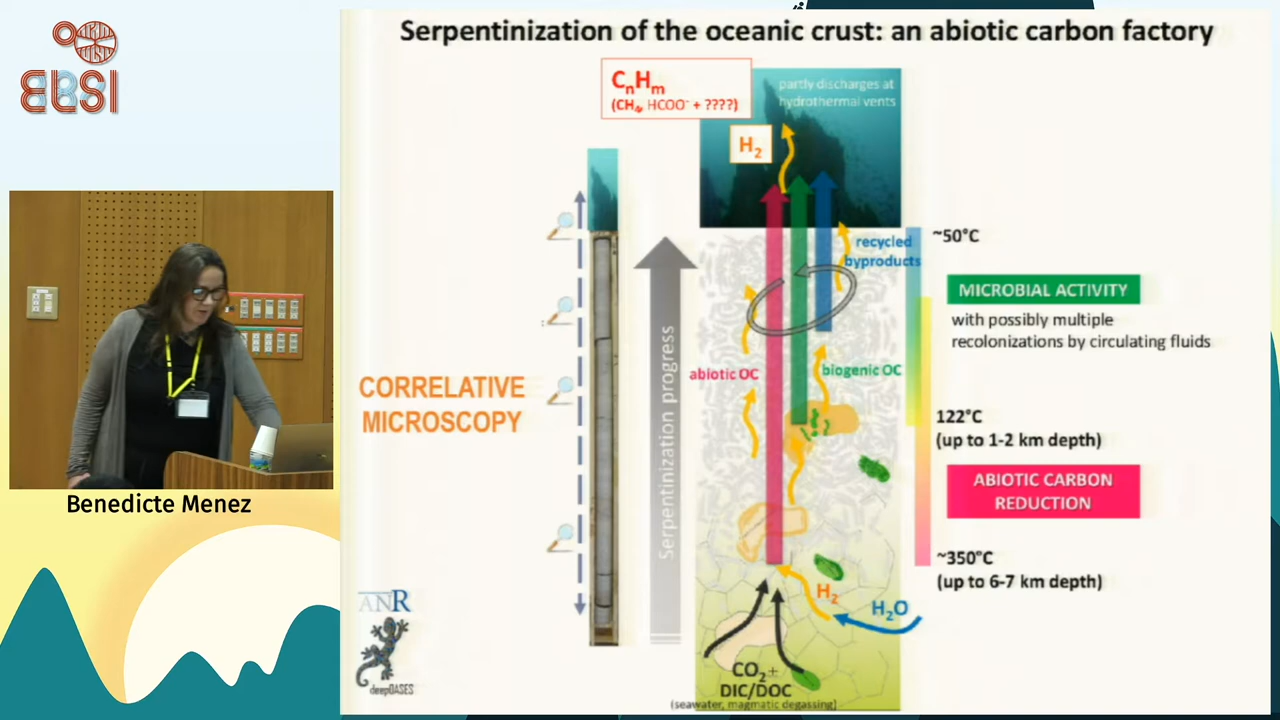 ELSI
Serpentinization of the oceanic crust: an abiotic carbon factory
CnHm
(CH4, HCOO- + ????)
partly discharges at
hydrothermal vents
H2
~50°C
recycled
byproducts
MICROBIAL ACTIVITY
with possibly multiple
recolonizations by circulating fluids
CORRELATIVE
MICROSCOPY
Serpentinization progress
abiotic OC
biogenic OC
122°C
(up to 1-2 km depth)
ABIOTIC CARBON
REDUCTION
~350°C
(up to 6-7 km depth)
H2
H2O
CO2+
DIC/DOC
(seawater, magmatic degassing)
ANR
deepOASES
Benedicte Menez